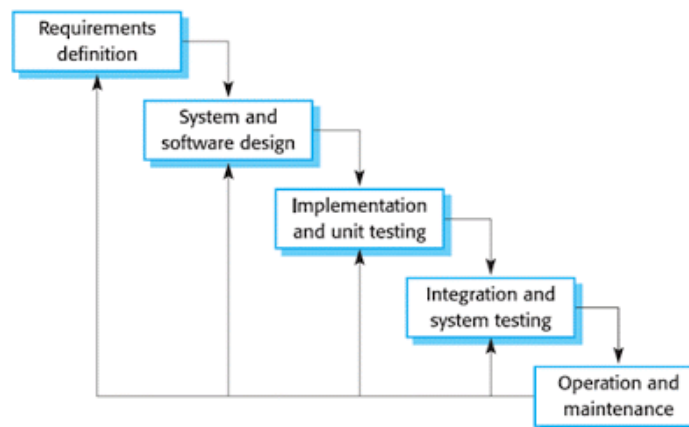 Requirements
definition
System and
software design
Implementation
and unit testing
Integration and
system testing
Operation and
maintenance